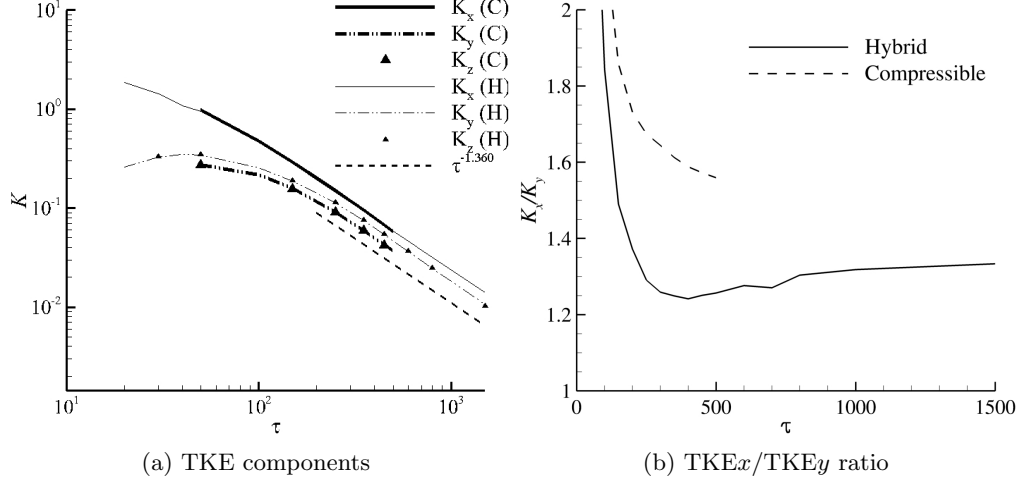 K_x (C)
K_y (C)
K_z (C)
K_x (H)
K_y (H)
K_z (H)
τ^-1.360
10^1
10^0
10^-1
10^-2
K
10^1 10^2 10^3
τ
(a) TKE components
2
1.8
1.6
1.4
1.2
1
K_x/K_y
Hybrid
Compressible
0 500 1000 1500
τ
(b) TKEx/TKEy ratio